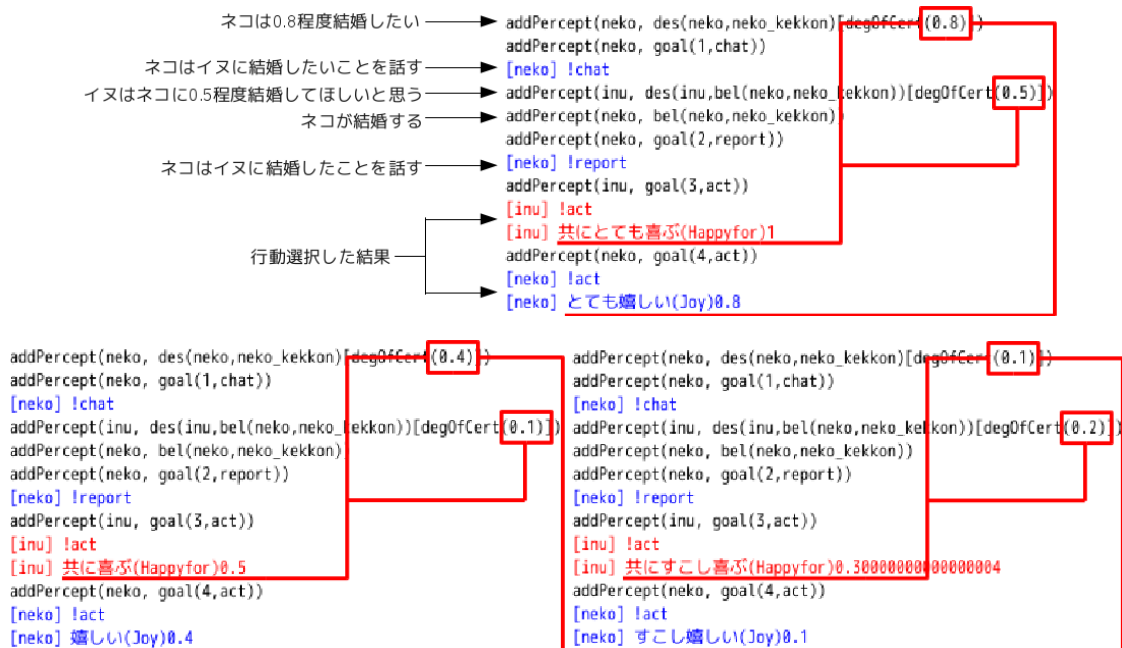 ネコは0.8程度結婚したい
addPercept(neko, des(neko,neko_kekkon)[degOfCert(0.8)])
addPercept(neko, goal(1,chat))
ネコはイヌに結婚したいことを話す
[neko] !chat
イヌはネコに0.5程度結婚してほしいと思う
addPercept(inu, des(inu,bel(neko,neko_kekkon))[degOfCert(0.5)])
ネコが結婚する
addPercept(neko, bel(neko,neko_kekkon))
addPercept(neko, goal(2,report))
ネコはイヌに結婚したことを話す
[neko] !report
addPercept(inu, goal(3,act))
[inu] !act
[inu] 共にとても喜ぶ(Happyfor)1
行動選択した結果
addPercept(neko, goal(4,act))
[neko] !act
[neko] とても嬉しい(Joy)0.8
addPercept(neko, des(neko,neko_kekkon)[degOfCert(0.4)])
addPercept(neko, goal(1,chat))
[neko] !chat
addPercept(inu, des(inu,bel(neko,neko_kekkon))[degOfCert(0.1)])
addPercept(neko, bel(neko,neko_kekkon))
addPercept(neko, goal(2,report))
[neko] !report
addPercept(inu, goal(3,act))
[inu] !act
[inu] 共に喜ぶ(Happyfor)0.5
addPercept(neko, goal(4,act))
[neko] !act
[neko] 嬉しい(Joy)0.4
addPercept(neko, des(neko,neko_kekkon)[degOfCert(0.1)])
addPercept(neko, goal(1,chat))
[neko] !chat
addPercept(inu, des(inu,bel(neko,neko_kekkon))[degOfCert(0.2)])
addPercept(neko, bel(neko,neko_kekkon))
addPercept(neko, goal(2,report))
[neko] !report
addPercept(inu, goal(3,act))
[inu] !act
[inu] 共にすこし喜ぶ(Happyfor)0.30000000000000004
addPercept(neko, goal(4,act))
[neko] !act
[neko] すこし嬉しい(Joy)0.1